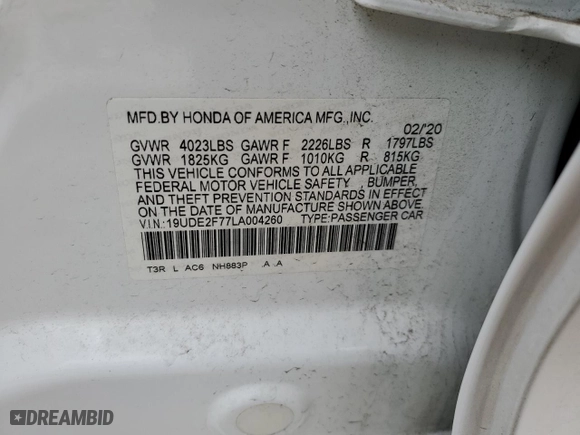 MFD.BY HONDA OF AMERICA MFG.,INC.
02/'20
GVWR 4023LBS GAWR F 2226LBS R 1797LBS
GVWR 1825KG GAWR F 1010KG R 815KG
THIS VEHICLE CONFORMS TO ALL APPLICABLE
FEDERAL MOTOR VEHICLE SAFETY BUMPER,
AND THEFT PREVENTION STANDARDS IN EFFECT
ON THE DATE OF MANUFACTURE SHOWN ABOVE.
V.I.N.:19UDE2F77LA004260 TYPE:PASSENGER CAR
T3R L AC6 NH883P .A .A
DREAMBID